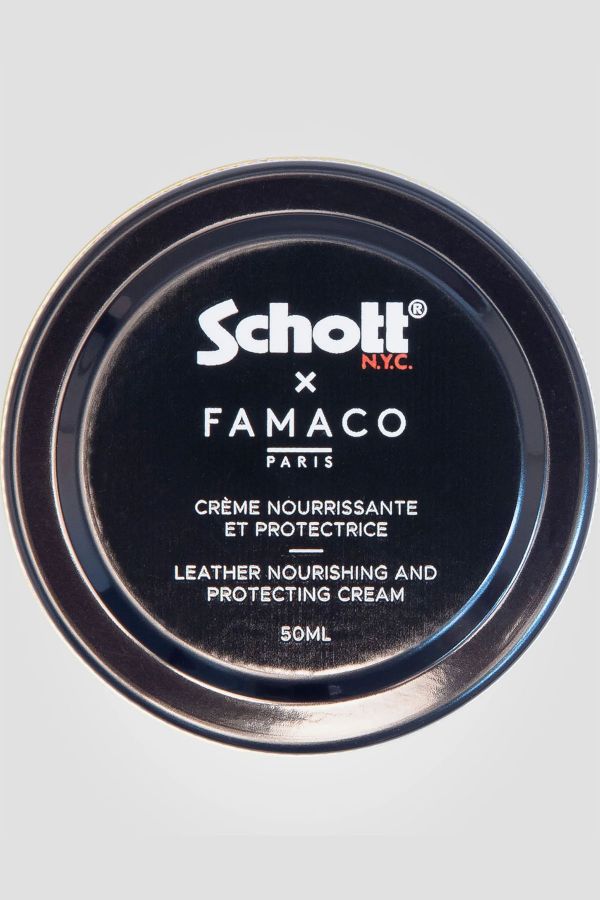 Schott®
N.Y.C.
×
FAMACO
PARIS
CRÈME NOURRISSANTE
ET PROTECTRICE
LEATHER NOURISHING AND
PROTECTING CREAM
50ML